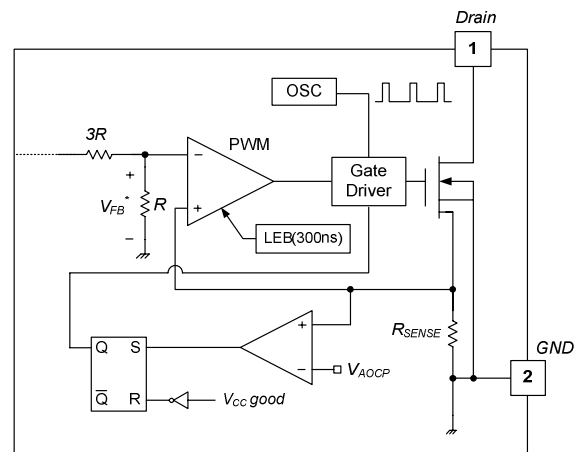 Drain
1
OSC
3R
PWM
−
+
Gate
Driver
+
V_FB*
R
−
LEB(300ns)
R_SENSE
GND
2
+
−
V_AOCP
Q
S
Q̅
R
V_CC good